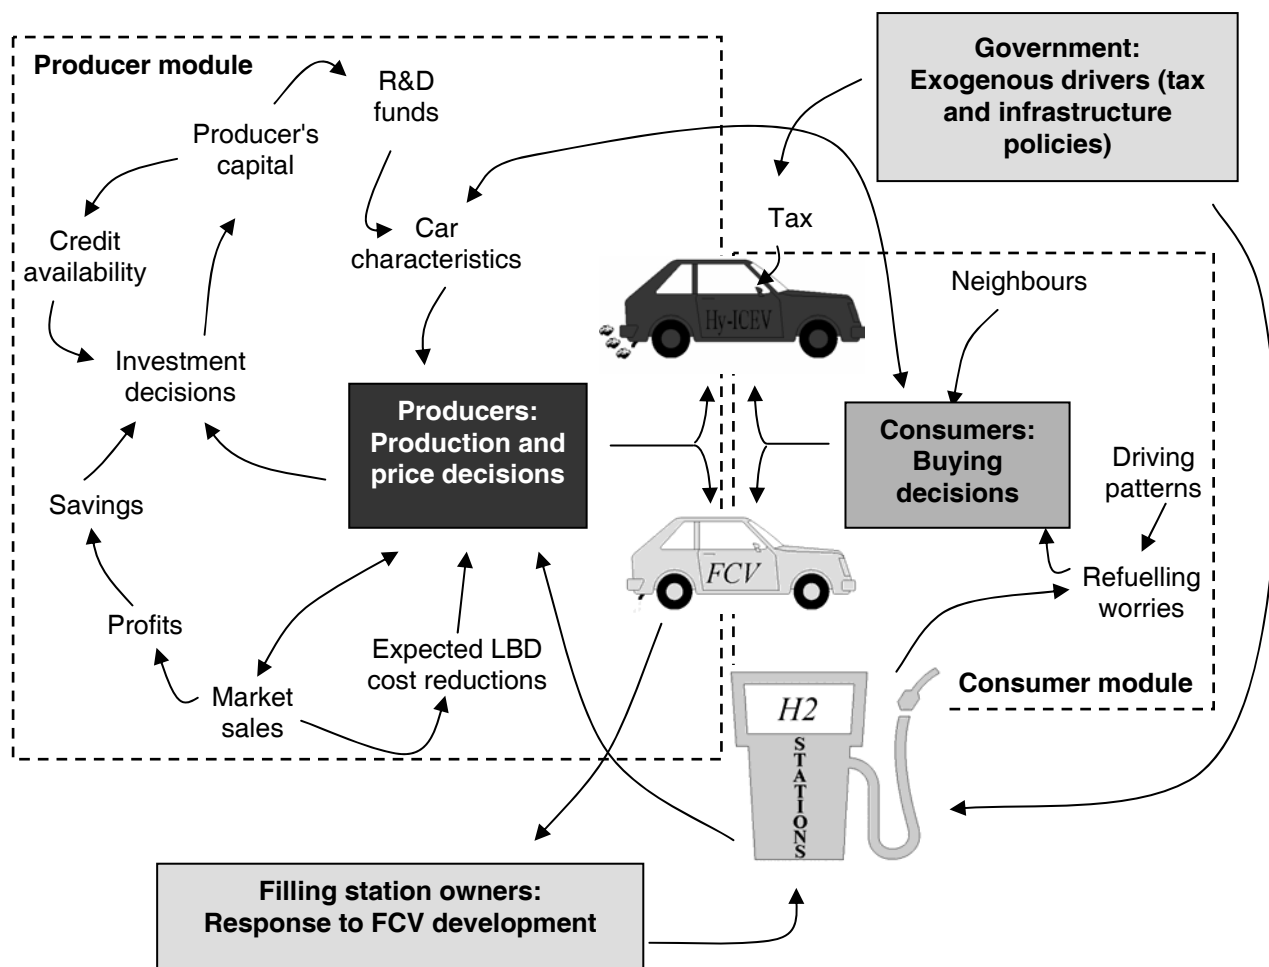 Government:
Exogenous drivers (tax
and infrastructure
policies)
Producer module
R&D
funds
Producer's
capital
Credit
availability
Car
characteristics
Tax
Neighbours
Hy-ICEV
Investment
decisions
Producers:
Production and
price decisions
Consumers:
Buying
decisions
Driving
patterns
Savings
FCV
Refuelling
worries
Profits
Expected LBD
cost reductions
Market
sales
Consumer module
H2
STATIONS
Filling station owners:
Response to FCV development